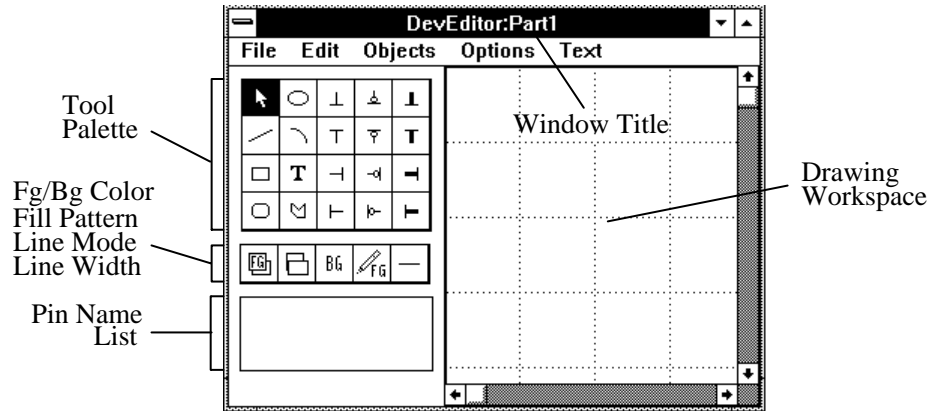 DevEditor:Part1
File Edit Objects Options Text
Tool
Palette
Window Title
T
Drawing
Workspace
Fg/Bg Color
Fill Pattern
Line Mode
Line Width
FG BG FG
Pin Name
List